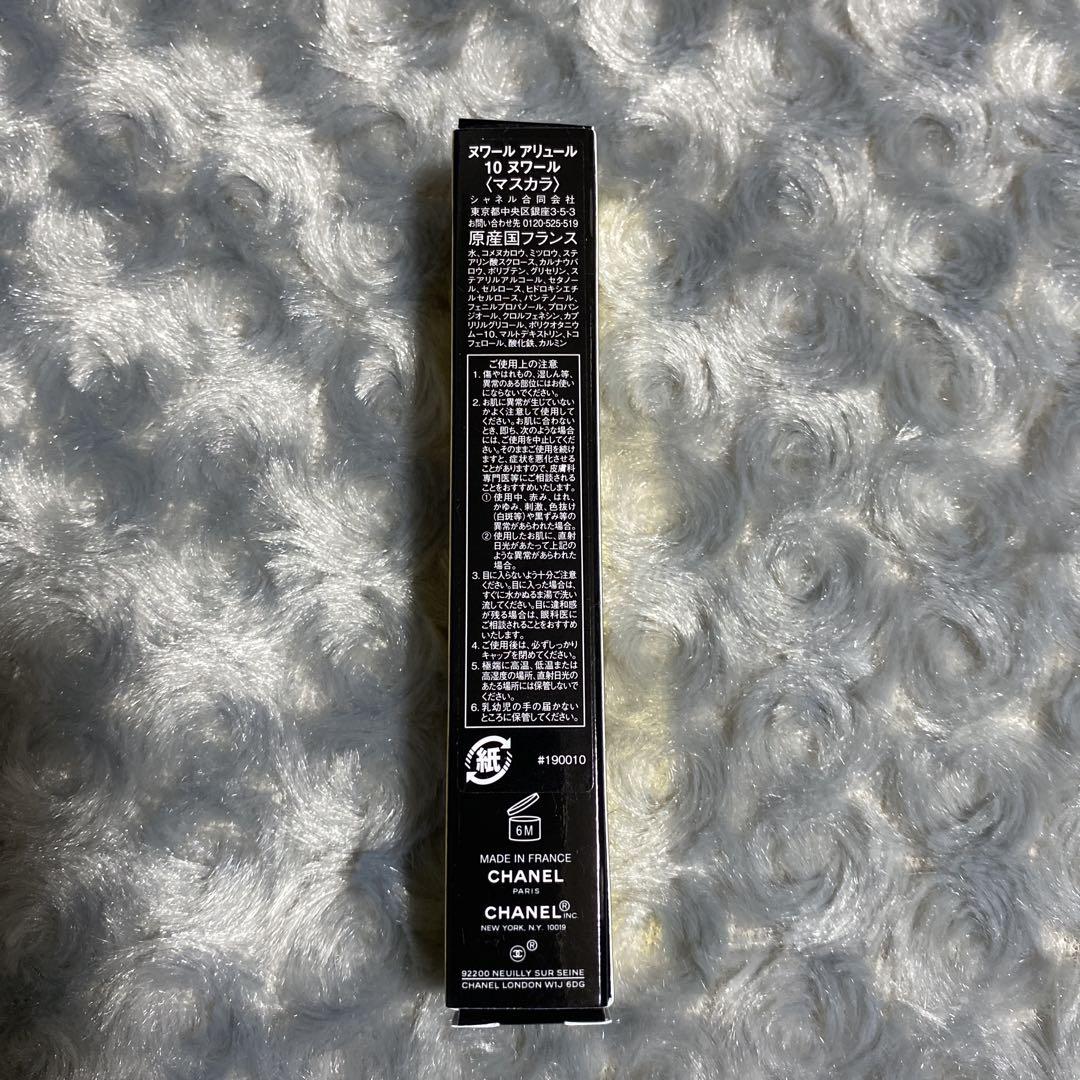 ヌワール アリュール
10 ヌワール
〈マスカラ〉
シャネル合同会社
東京都中央区銀座3-5-3
お問い合わせ先 0120-525-519
原産国フランス
水、コメヌカロウ、ミツロウ、ステ
アリン酸スクロース、カルナウバ
ロウ、ポリブテン、グリセリン、ス
テアリルアルコール、セタノー
ル、セルロース、ヒドロキシエチ
ルセルロース、パンテノール、
フェニルプロパノール、プロパン
ジオール、クロルフェネシン、カプ
リリルグリコール、ポリクオタニウ
ム-10、マルトデキストリン、トコ
フェロール、酸化鉄、カルミン
ご使用上の注意
1. 傷やはれもの、湿しん等、
異常のある部位にはお使い
にならないでください。
2. お肌に異常が生じていない
かよく注意して使用して
ください。お肌に合わない
とき、即ち、次のような場合
には、ご使用を中止してくだ
さい。そのままご使用を続け
ますと、症状を悪化させる
ことがありますので、皮膚科
専門医等にご相談される
ことをおすすめいたします。
① 使用中、赤み、はれ、
かゆみ、刺激、色抜け
(白斑等)や黒ずみ等の
異常があらわれた場合。
② 使用したお肌に、直射
日光があたって上記の
ような異常があらわれた
場合。
3. 目に入らないよう十分ご注意
ください。目に入った場合は、
すぐに水かぬるま湯で洗い
流してください。目に違和感
が残る場合は、眼科医に
ご相談されることをおすすめ
いたします。
4. ご使用後は、必ずしっかり
キャップを閉めてください。
5. 極端に高温、低温または
高湿度の場所、直射日光の
あたる場所には保管しないで
ください。
6. 乳幼児の手の届かない
ところに保管してください。
紙
#190010
6M
MADE IN FRANCE
CHANEL
PARIS
CHANEL® INC.
NEW YORK, N.Y. 10019
®
92200 NEUILLY SUR SEINE
CHANEL LONDON W1J 6DG